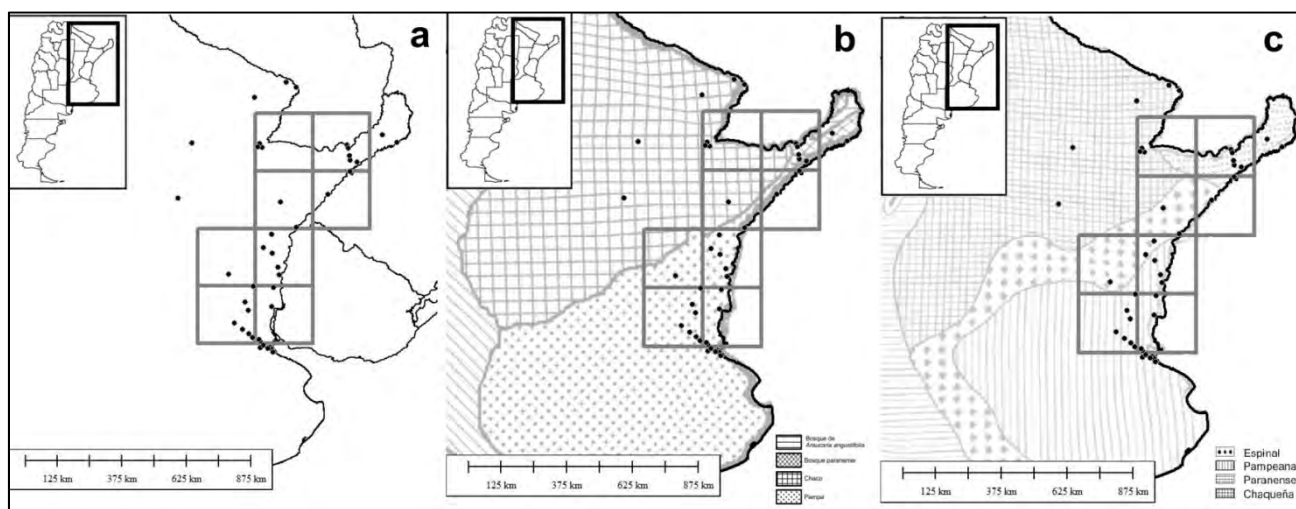 a
125 km 375 km 625 km 875 km
b
Bosque de
Araucaria angustifolia
Bosque paranense
Chaco
Pampa
125 km 375 km 625 km 875 km
c
Espinal
Pampeana
Paranense
Chaqueña
125 km 375 km 625 km 875 km